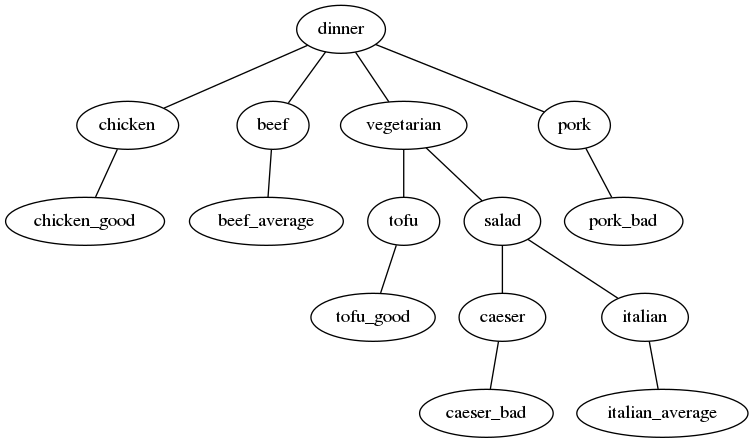 dinner
chicken
beef
vegetarian
pork
chicken_good
beef_average
tofu
salad
pork_bad
tofu_good
caeser
italian
caeser_bad
italian_average